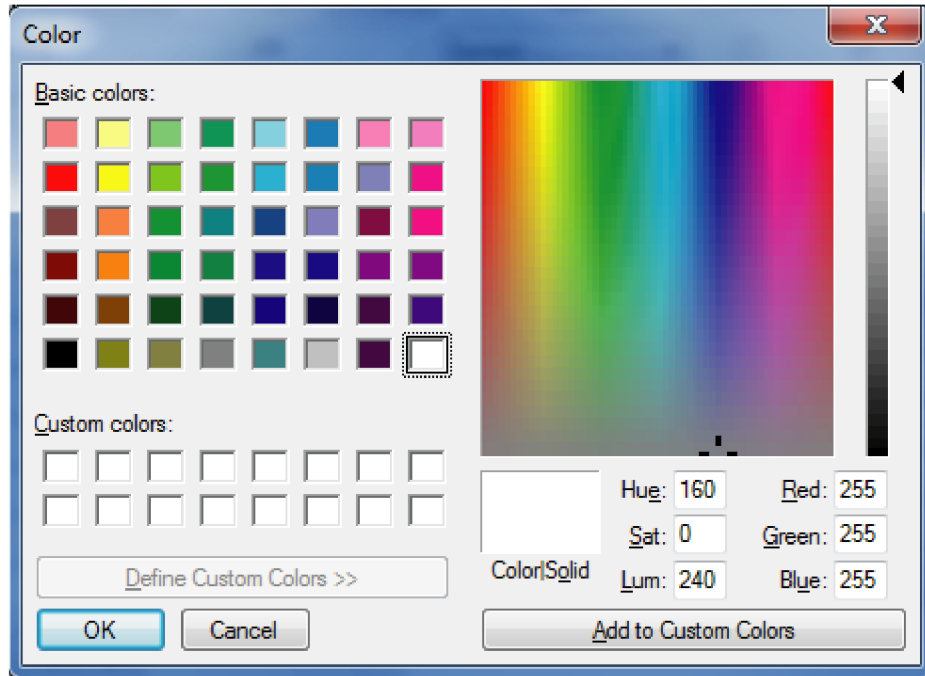 Color
X
Basic colors:
Custom colors:
Define Custom Colors >>
OK
Cancel
Color|Solid
Hue: 160
Sat: 0
Lum: 240
Red: 255
Green: 255
Blue: 255
Add to Custom Colors